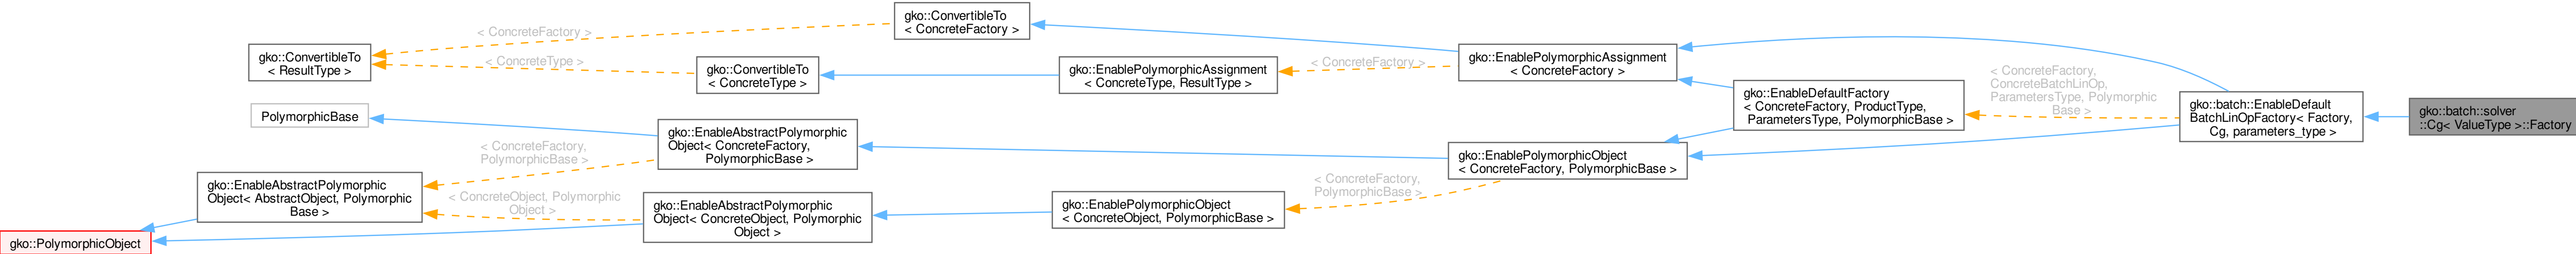 gko::ConvertibleTo
< ConcreteFactory >
< ConcreteFactory >
gko::ConvertibleTo
< ResultType >
< ConcreteType >
gko::ConvertibleTo
< ConcreteType >
gko::EnablePolymorphicAssignment
< ConcreteType, ResultType >
< ConcreteFactory >
gko::EnablePolymorphicAssignment
< ConcreteFactory >
gko::EnableDefaultFactory
< ConcreteFactory, ProductType,
ParametersType, PolymorphicBase >
< ConcreteFactory,
ConcreteBatchLinOp,
ParametersType, Polymorphic
Base >
gko::batch::EnableDefault
BatchLinOpFactory< Factory,
Cg, parameters_type >
gko::batch::solver
::Cg< ValueType >::Factory
PolymorphicBase
gko::EnableAbstractPolymorphic
Object< ConcreteFactory,
PolymorphicBase >
< ConcreteFactory,
PolymorphicBase >
gko::EnablePolymorphicObject
< ConcreteFactory, PolymorphicBase >
gko::EnableAbstractPolymorphic
Object< AbstractObject, Polymorphic
Base >
< ConcreteObject, Polymorphic
Object >
gko::EnableAbstractPolymorphic
Object< ConcreteObject, Polymorphic
Object >
gko::EnablePolymorphicObject
< ConcreteObject, PolymorphicBase >
< ConcreteFactory,
PolymorphicBase >
gko::PolymorphicObject